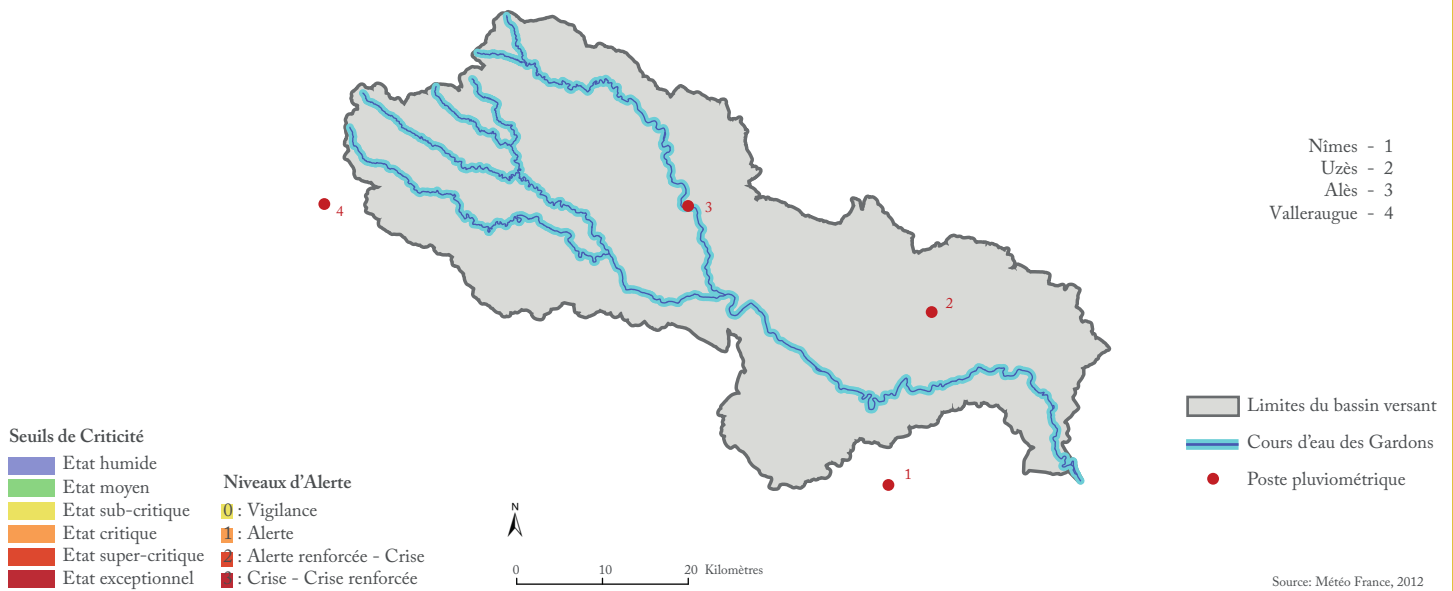 Nîmes - 1
Uzès - 2
Alès - 3
Valleraugue - 4
4
3
2
1
Limites du bassin versant
Cours d'eau des Gardons
Poste pluviométrique
Seuils de Criticité
Etat humide
Etat moyen
Etat sub-critique
Etat critique
Etat super-critique
Etat exceptionnel
Niveaux d'Alerte
0 : Vigilance
1 : Alerte
2 : Alerte renforcée - Crise
3 : Crise - Crise renforcée
N
0 10 20 Kilomètres
Source: Météo France, 2012